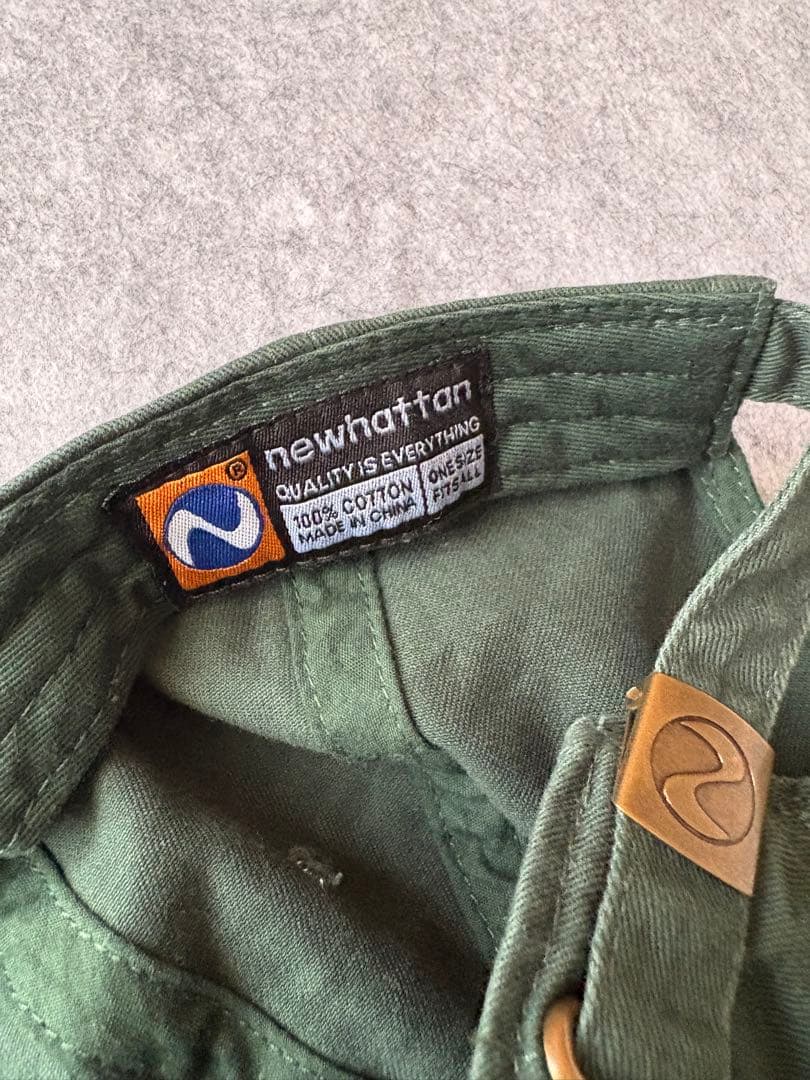 ®
newhattan
QUALITY IS EVERYTHING
100% COTTON
MADE IN CHINA
ONE SIZE
FITS ALL